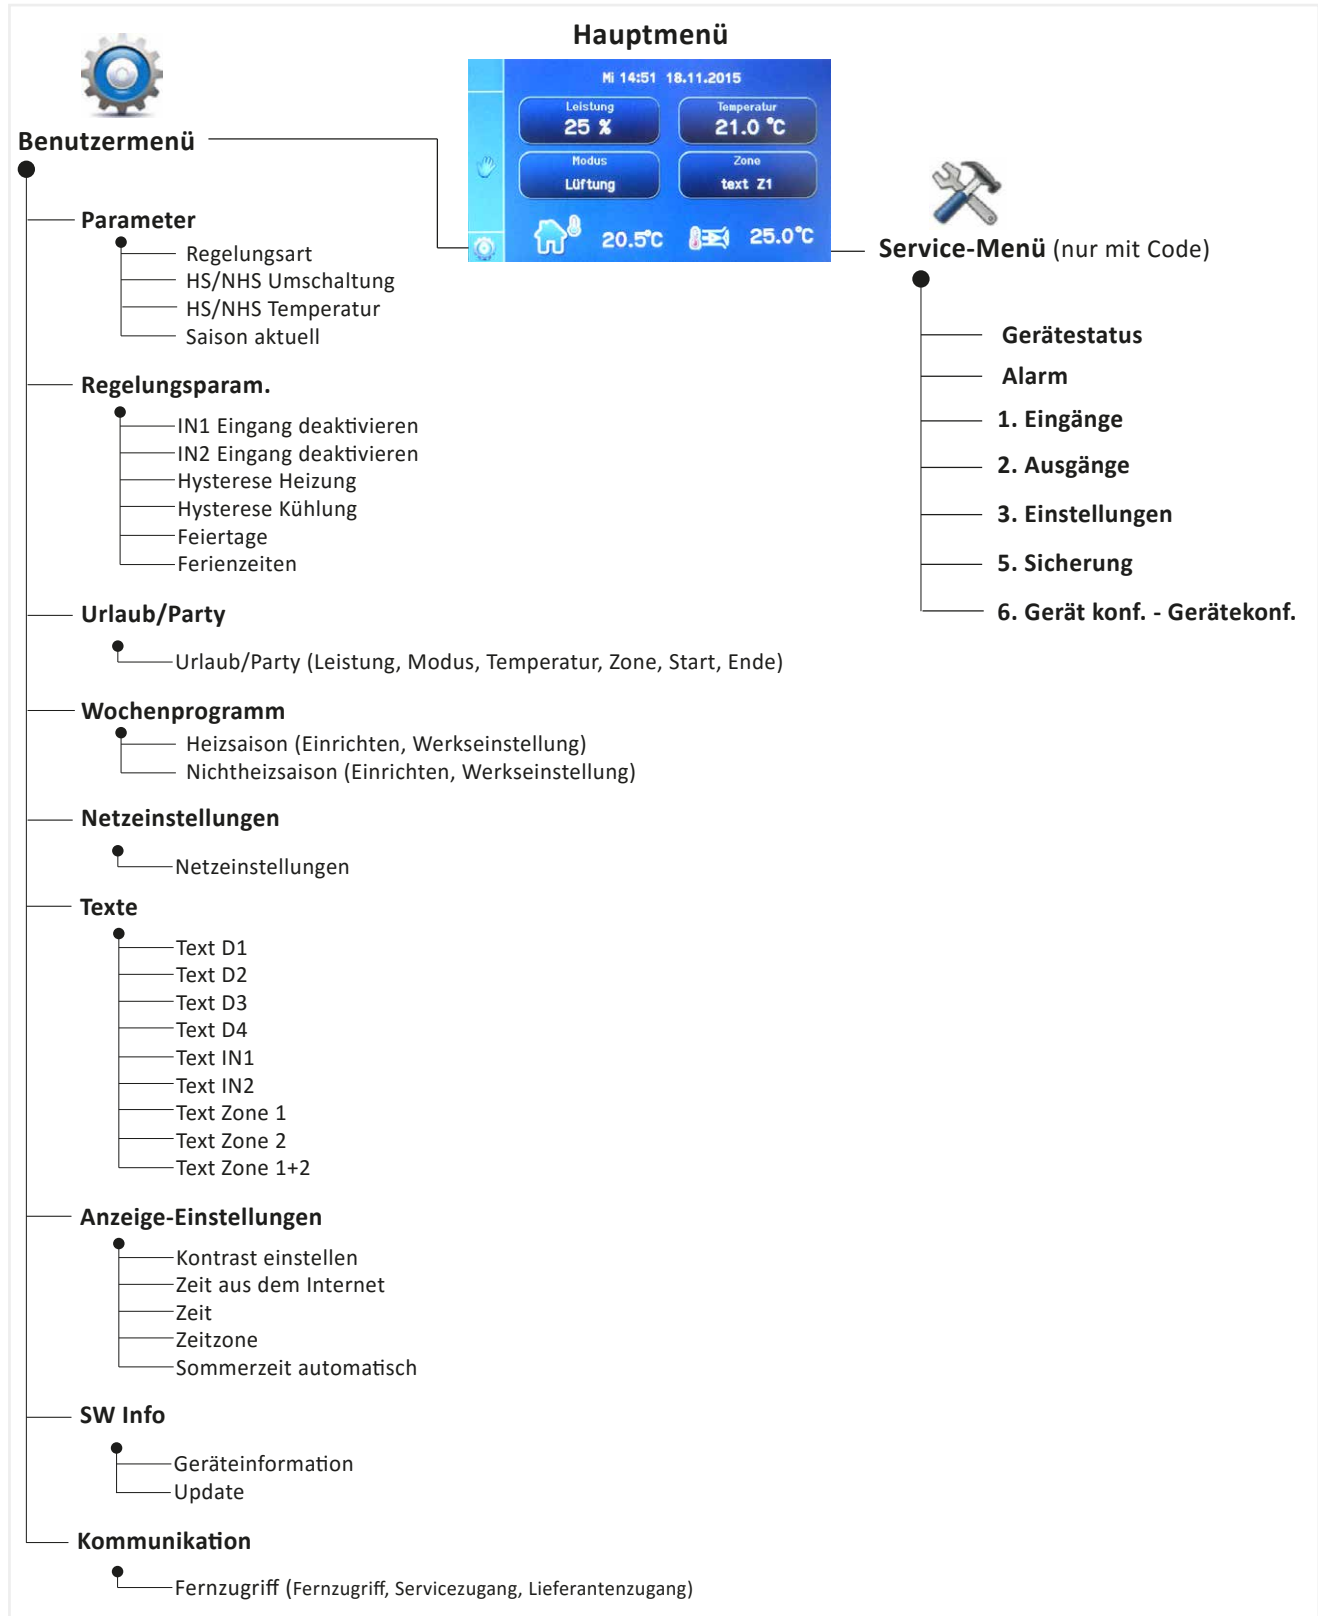 Hauptmenü
Mi 14:51 18.11.2015
Leistung
25 %
Temperatur
21.0 °C
Modus
Lüftung
Zone
text Z1
20.5°C
25.0°C
Benutzermenü
Parameter
Regelungsart
HS/NHS Umschaltung
HS/NHS Temperatur
Saison aktuell
Regelungsparam.
IN1 Eingang deaktivieren
IN2 Eingang deaktivieren
Hysterese Heizung
Hysterese Kühlung
Feiertage
Ferienzeiten
Urlaub/Party
Urlaub/Party (Leistung, Modus, Temperatur, Zone, Start, Ende)
Wochenprogramm
Heizsaison (Einrichten, Werkseinstellung)
Nichtheizsaison (Einrichten, Werkseinstellung)
Netzeinstellungen
Netzeinstellungen
Texte
Text D1
Text D2
Text D3
Text D4
Text IN1
Text IN2
Text Zone 1
Text Zone 2
Text Zone 1+2
Anzeige-Einstellungen
Kontrast einstellen
Zeit aus dem Internet
Zeit
Zeitzone
Sommerzeit automatisch
SW Info
Geräteinformation
Update
Kommunikation
Fernzugriff (Fernzugriff, Servicezugang, Lieferantenzugang)
Service-Menü (nur mit Code)
Gerätestatus
Alarm
1. Eingänge
2. Ausgänge
3. Einstellungen
5. Sicherung
6. Gerät konf. - Gerätekonf.